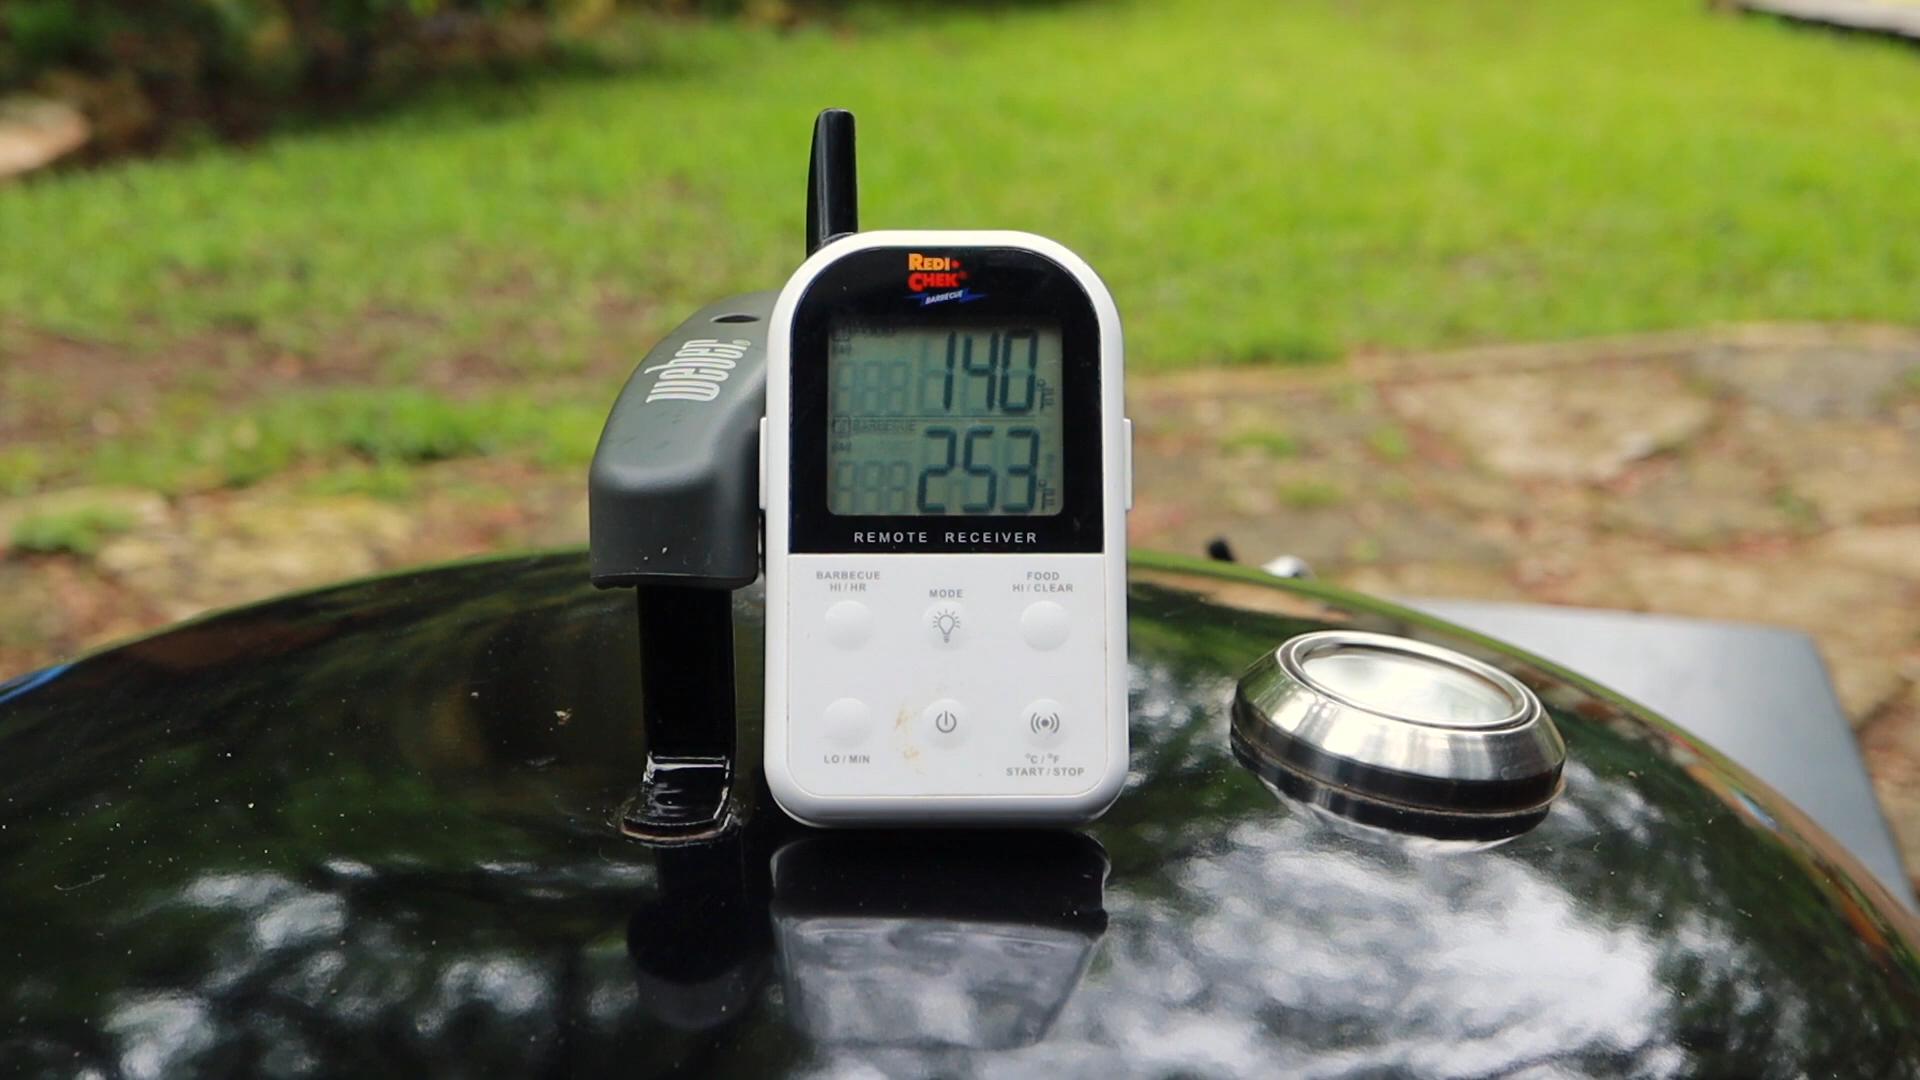 weber
REDI
CHEK®
BARBECUE
140 °F
BARBECUE
253 °F
REMOTE RECEIVER
BARBECUE
HI / HR
MODE
FOOD
HI / CLEAR
LO / MIN
°C / °F
START / STOP